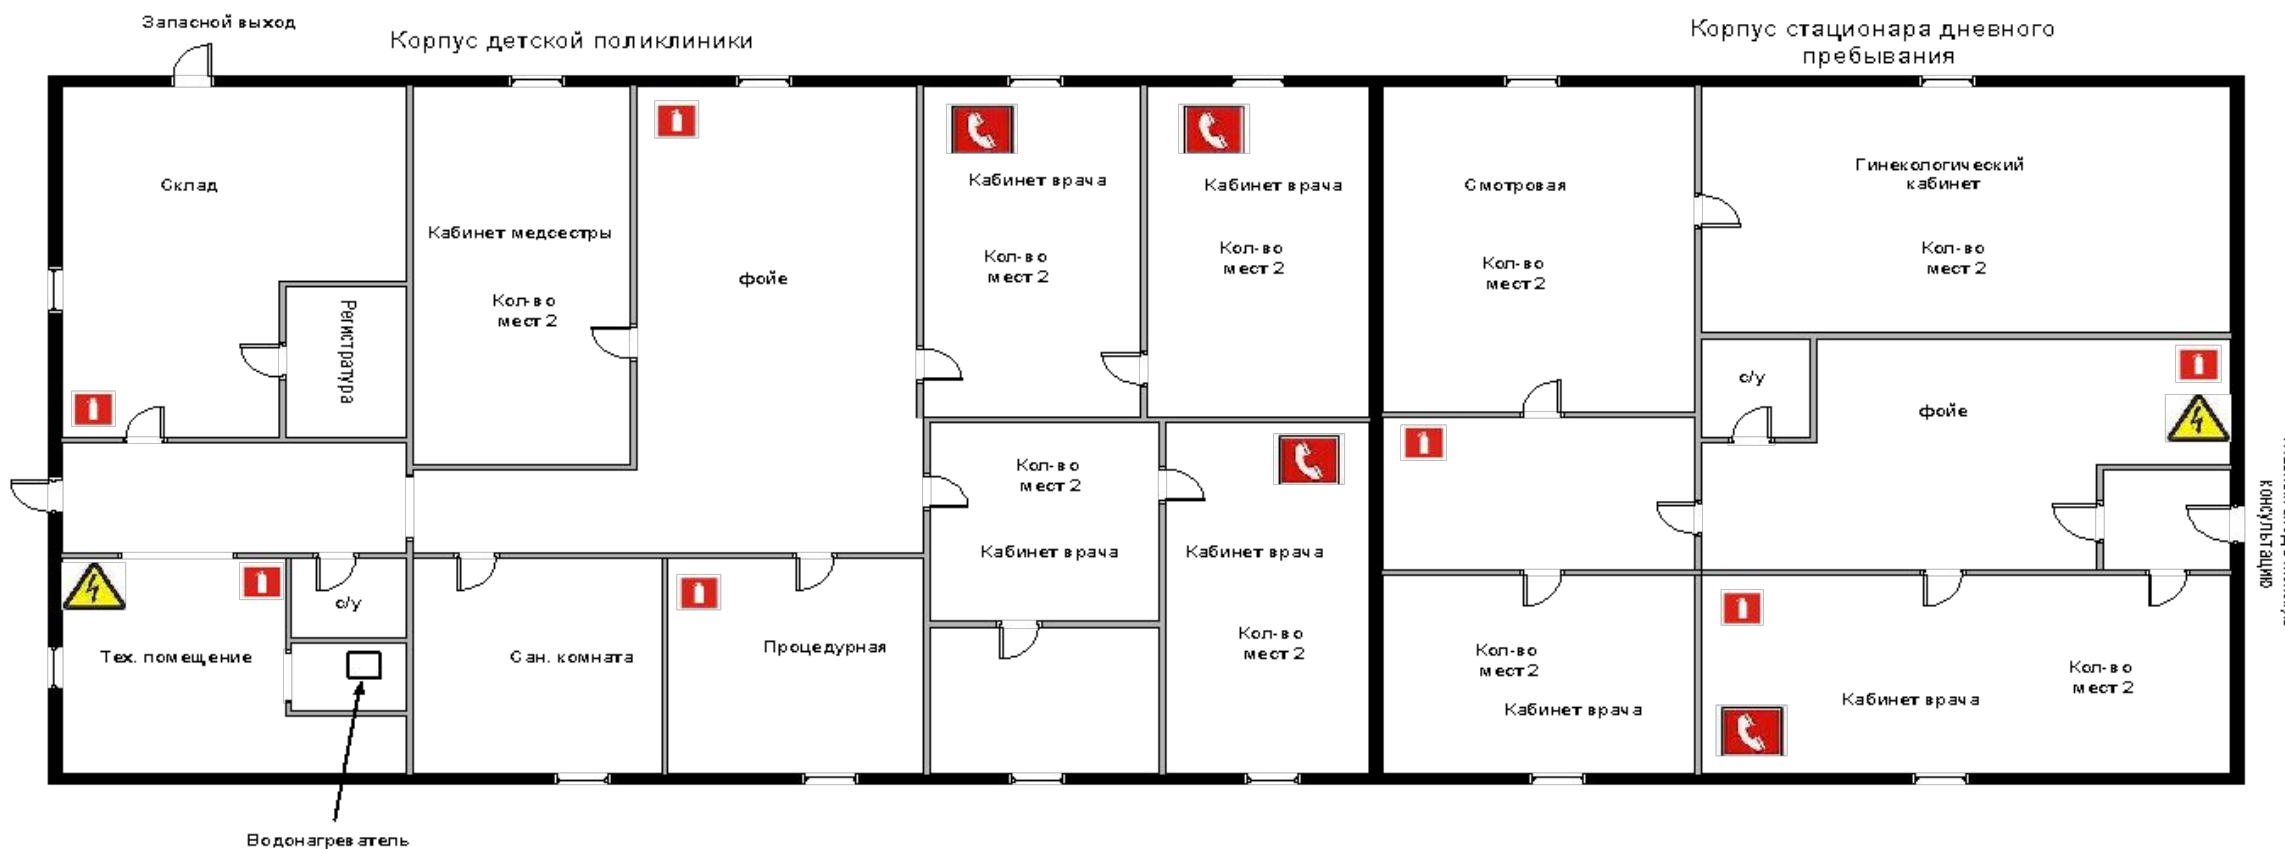 Запасной выход
Корпус детской поликлиники
Корпус стационара дневного
пребывания
Склад
Регистратура
Кабинет медсестры
Кол-во
мест 2
фойе
Кабинет врача
Кол-во
мест 2
Кабинет врача
Кол-во
мест 2
Смотровая
Кол-во
мест 2
Гинекологический
кабинет
Кол-во
мест 2
с/у
фойе
Кол-во
мест 2
Кабинет врача
Кабинет врача
Кол-во
мест 2
консультацию
с/у
Тех. помещение
Сан. комната
Процедурная
Кол-во
мест 2
Кабинет врача
Кабинет врача
Кол-во
мест 2
Водонагреватель